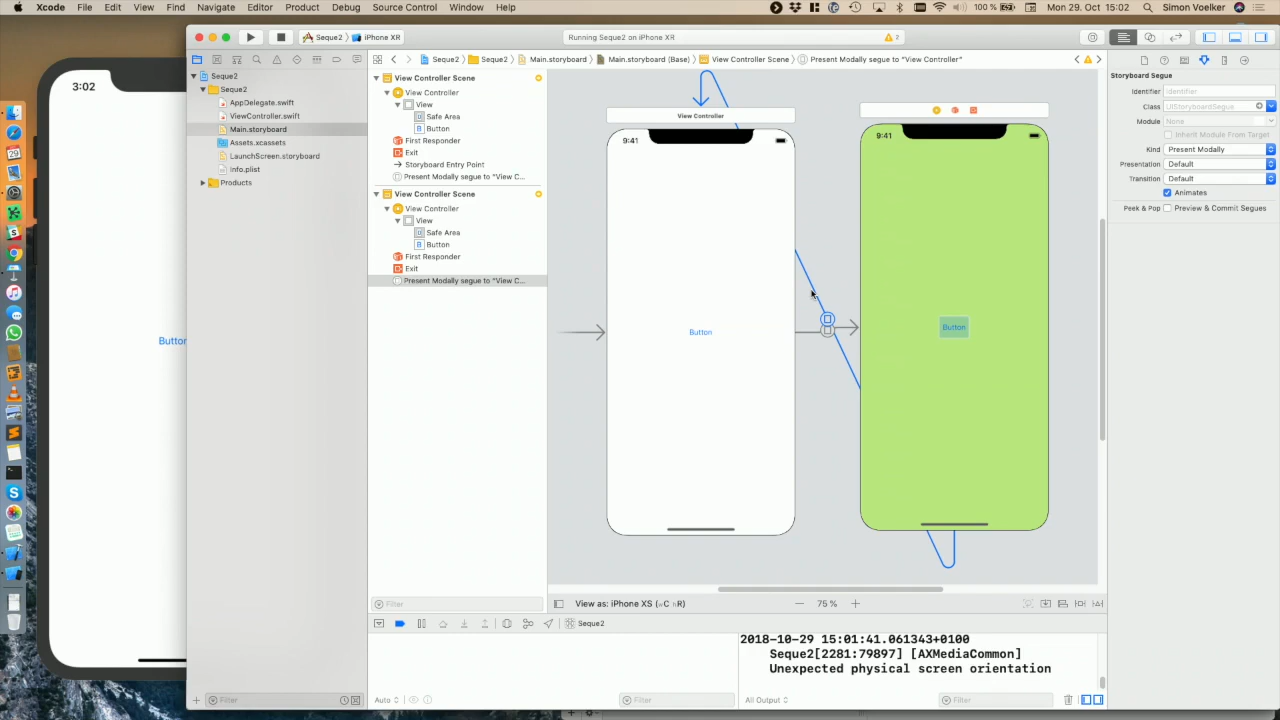 Xcode File Edit View Find Navigate Editor Product Debug Source Control Window Help
100 % Mon 29. Oct 15:02 Simon Voelker
Seque2 iPhone XR
Running Seque2 on iPhone XR
2
Seque2 Seque2 Main.storyboard Main.storyboard (Base) View Controller Scene Present Modally segue to "View Controller"
3:02
Button
Seque2
Seque2
AppDelegate.swift
ViewController.swift
Main.storyboard
Assets.xcassets
LaunchScreen.storyboard
Info.plist
Products
Filter
View Controller Scene
View Controller
View
Safe Area
Button
First Responder
Exit
Storyboard Entry Point
Present Modally segue to "View C...
View Controller Scene
View Controller
View
Safe Area
Button
First Responder
Exit
Present Modally segue to "View C...
Filter
View Controller
9:41
Button
9:41
Button
View as: iPhone XS (wC hR)
75 %
Seque2
Auto
Filter
2018-10-29 15:01:41.061343+0100
Seque2[2281:79897] [AXMediaCommon]
Unexpected physical screen orientation
All Output
Filter
Storyboard Segue
Identifier Identifier
Class UIStoryboardSegue
Module None
Inherit Module From Target
Kind Present Modally
Presentation Default
Transition Default
Animates
Peek & Pop Preview & Commit Segues